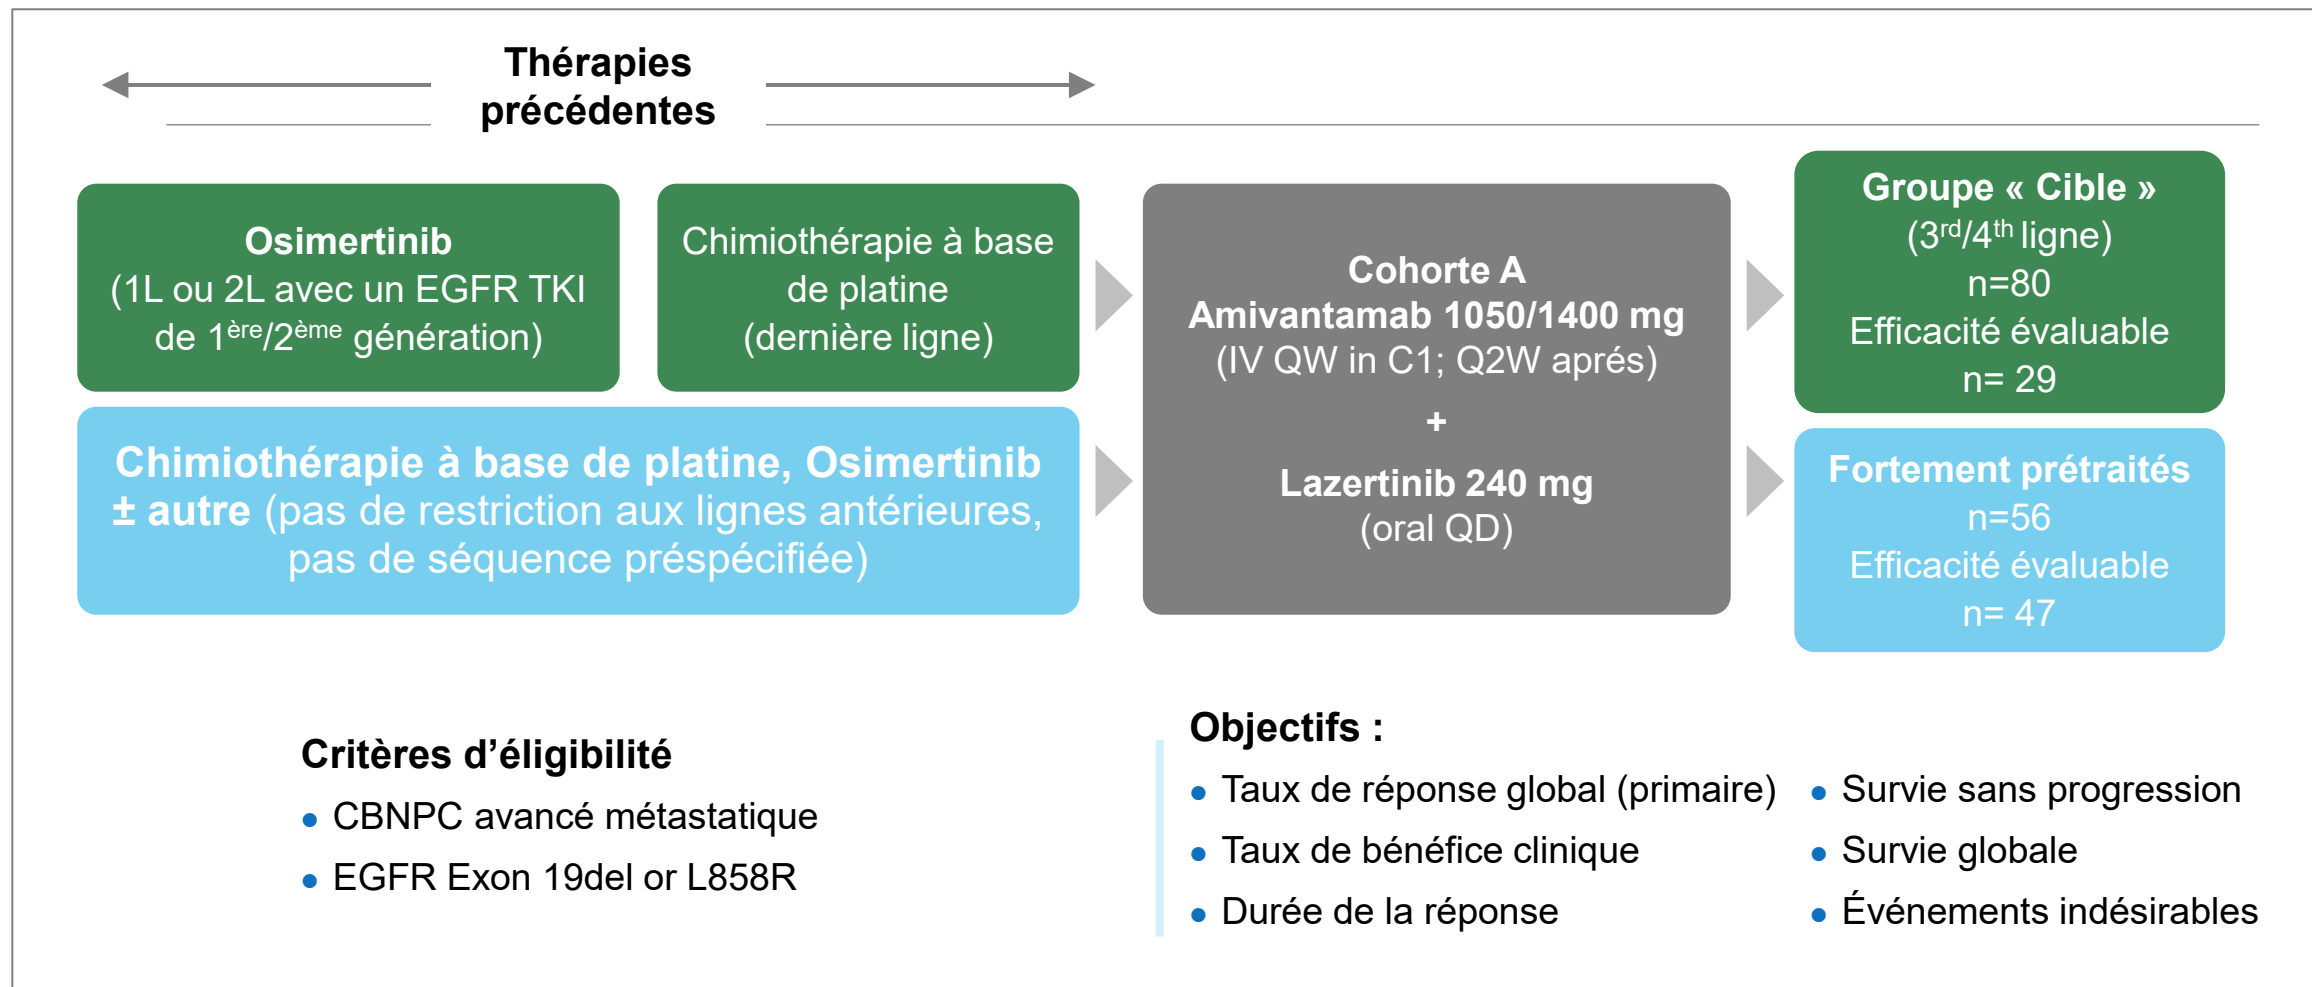 Thérapies
précédentes
Osimertinib
(1L ou 2L avec un EGFR TKI
de 1ère/2ème génération)
Chimiothérapie à base
de platine
(dernière ligne)
Chimiothérapie à base de platine, Osimertinib
± autre (pas de restriction aux lignes antérieures,
pas de séquence préspécifiée)
Cohorte A
Amivantamab 1050/1400 mg
(IV QW in C1; Q2W aprés)
+
Lazertinib 240 mg
(oral QD)
Groupe « Cible »
(3rd/4th ligne)
n=80
Efficacité évaluable
n= 29
Fortement prétraités
n=56
Efficacité évaluable
n= 47
Critères d’éligibilité
• CBNPC avancé métastatique
• EGFR Exon 19del or L858R
Objectifs :
• Taux de réponse global (primaire)
• Taux de bénéfice clinique
• Durée de la réponse
• Survie sans progression
• Survie globale
• Événements indésirables